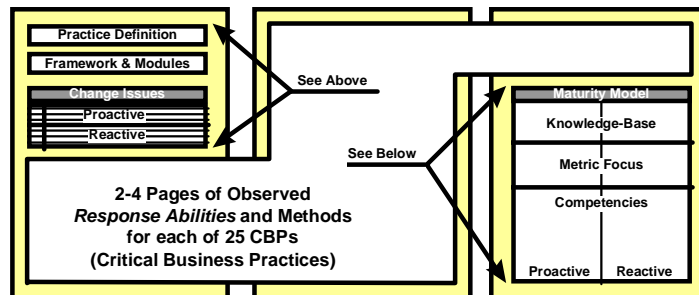 Practice Definition
Framework & Modules
Change Issues
Proactive
Reactive
See Above
See Below
2-4 Pages of Observed
Response Abilities and Methods
for each of 25 CBPs
(Critical Business Practices)
Maturity Model
Knowledge-Base
Metric Focus
Competencies
Proactive Reactive